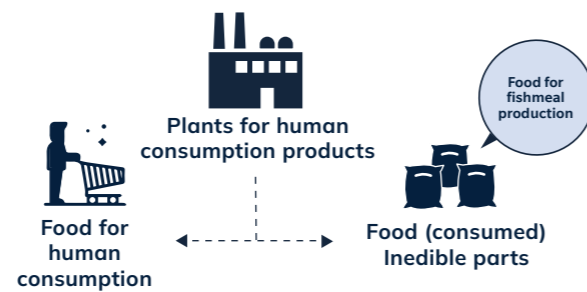 Plants for human
consumption products
Food for
fishmeal
production
Food for
human
consumption
Food (consumed)
Inedible parts